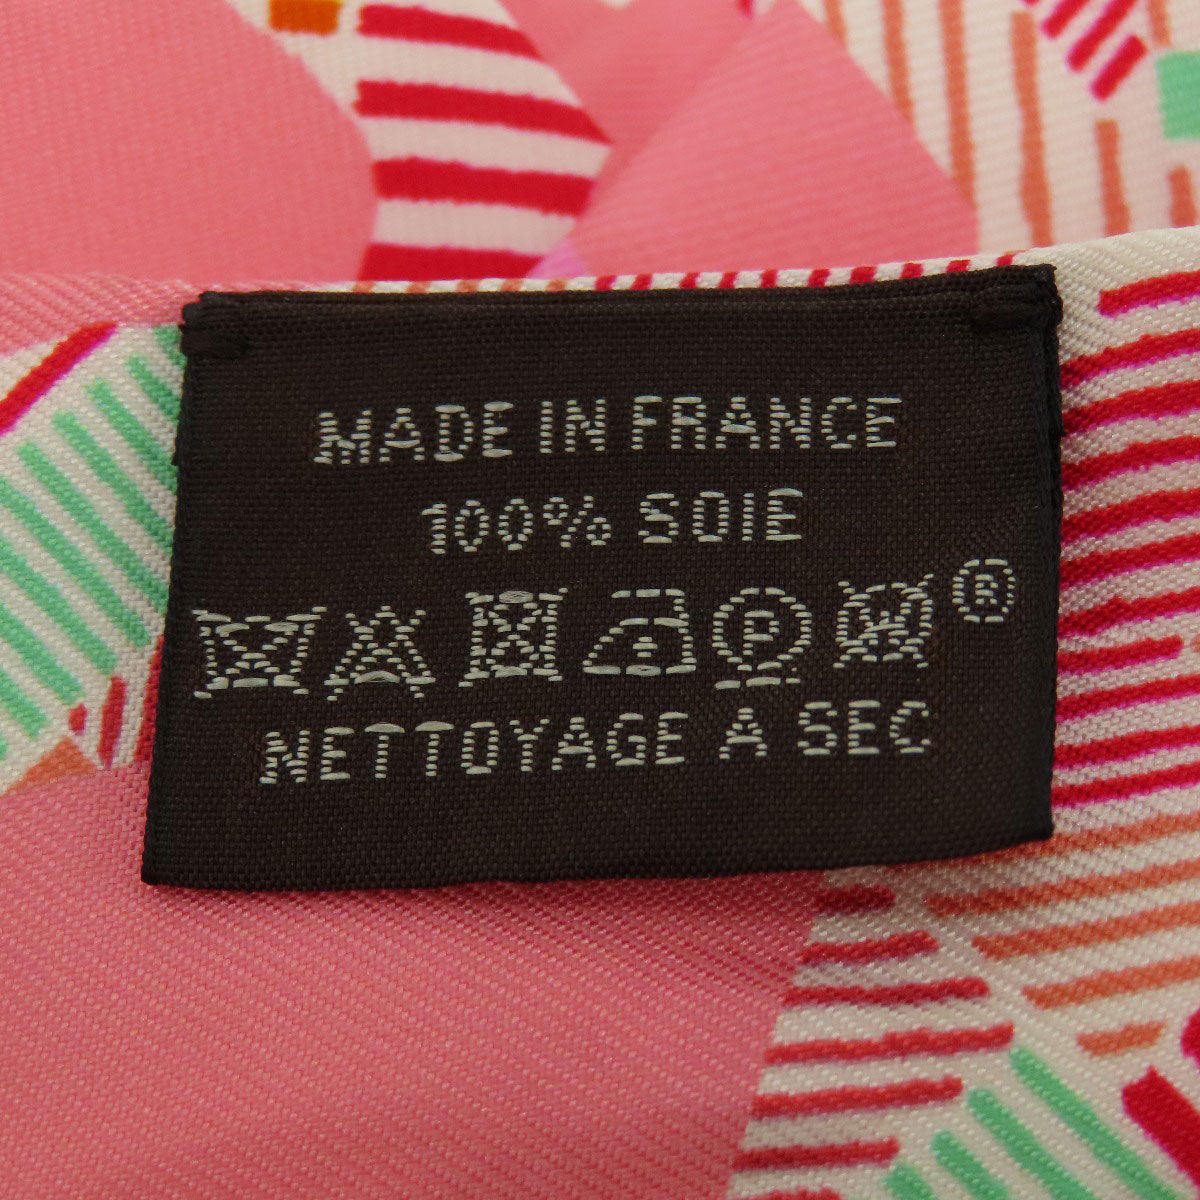 MADE IN FRANCE
100% SOIE
P W ®
NETTOYAGE A SEC